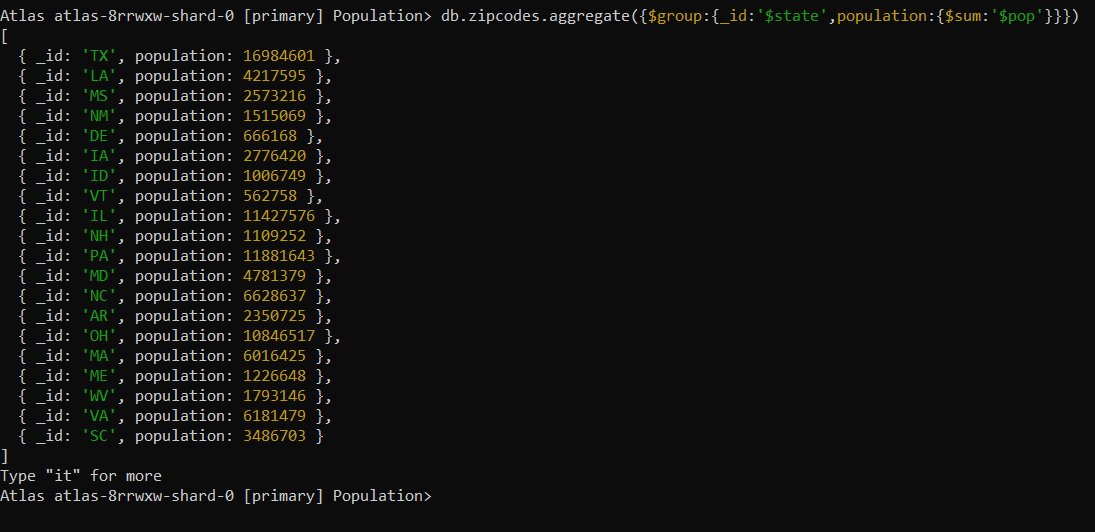 Atlas atlas-8rrwxw-shard-0 [primary] Population> db.zipcodes.aggregate({$group:{_id:'$state',population:{$sum:'$pop'}}})
[
  { _id: 'TX', population: 16984601 },
  { _id: 'LA', population: 4217595 },
  { _id: 'MS', population: 2573216 },
  { _id: 'NM', population: 1515069 },
  { _id: 'DE', population: 666168 },
  { _id: 'IA', population: 2776420 },
  { _id: 'ID', population: 1006749 },
  { _id: 'VT', population: 562758 },
  { _id: 'IL', population: 11427576 },
  { _id: 'NH', population: 1109252 },
  { _id: 'PA', population: 11881643 },
  { _id: 'MD', population: 4781379 },
  { _id: 'NC', population: 6628637 },
  { _id: 'AR', population: 2350725 },
  { _id: 'OH', population: 10846517 },
  { _id: 'MA', population: 6016425 },
  { _id: 'ME', population: 1226648 },
  { _id: 'WV', population: 1793146 },
  { _id: 'VA', population: 6181479 },
  { _id: 'SC', population: 3486703 }
]
Type "it" for more
Atlas atlas-8rrwxw-shard-0 [primary] Population>